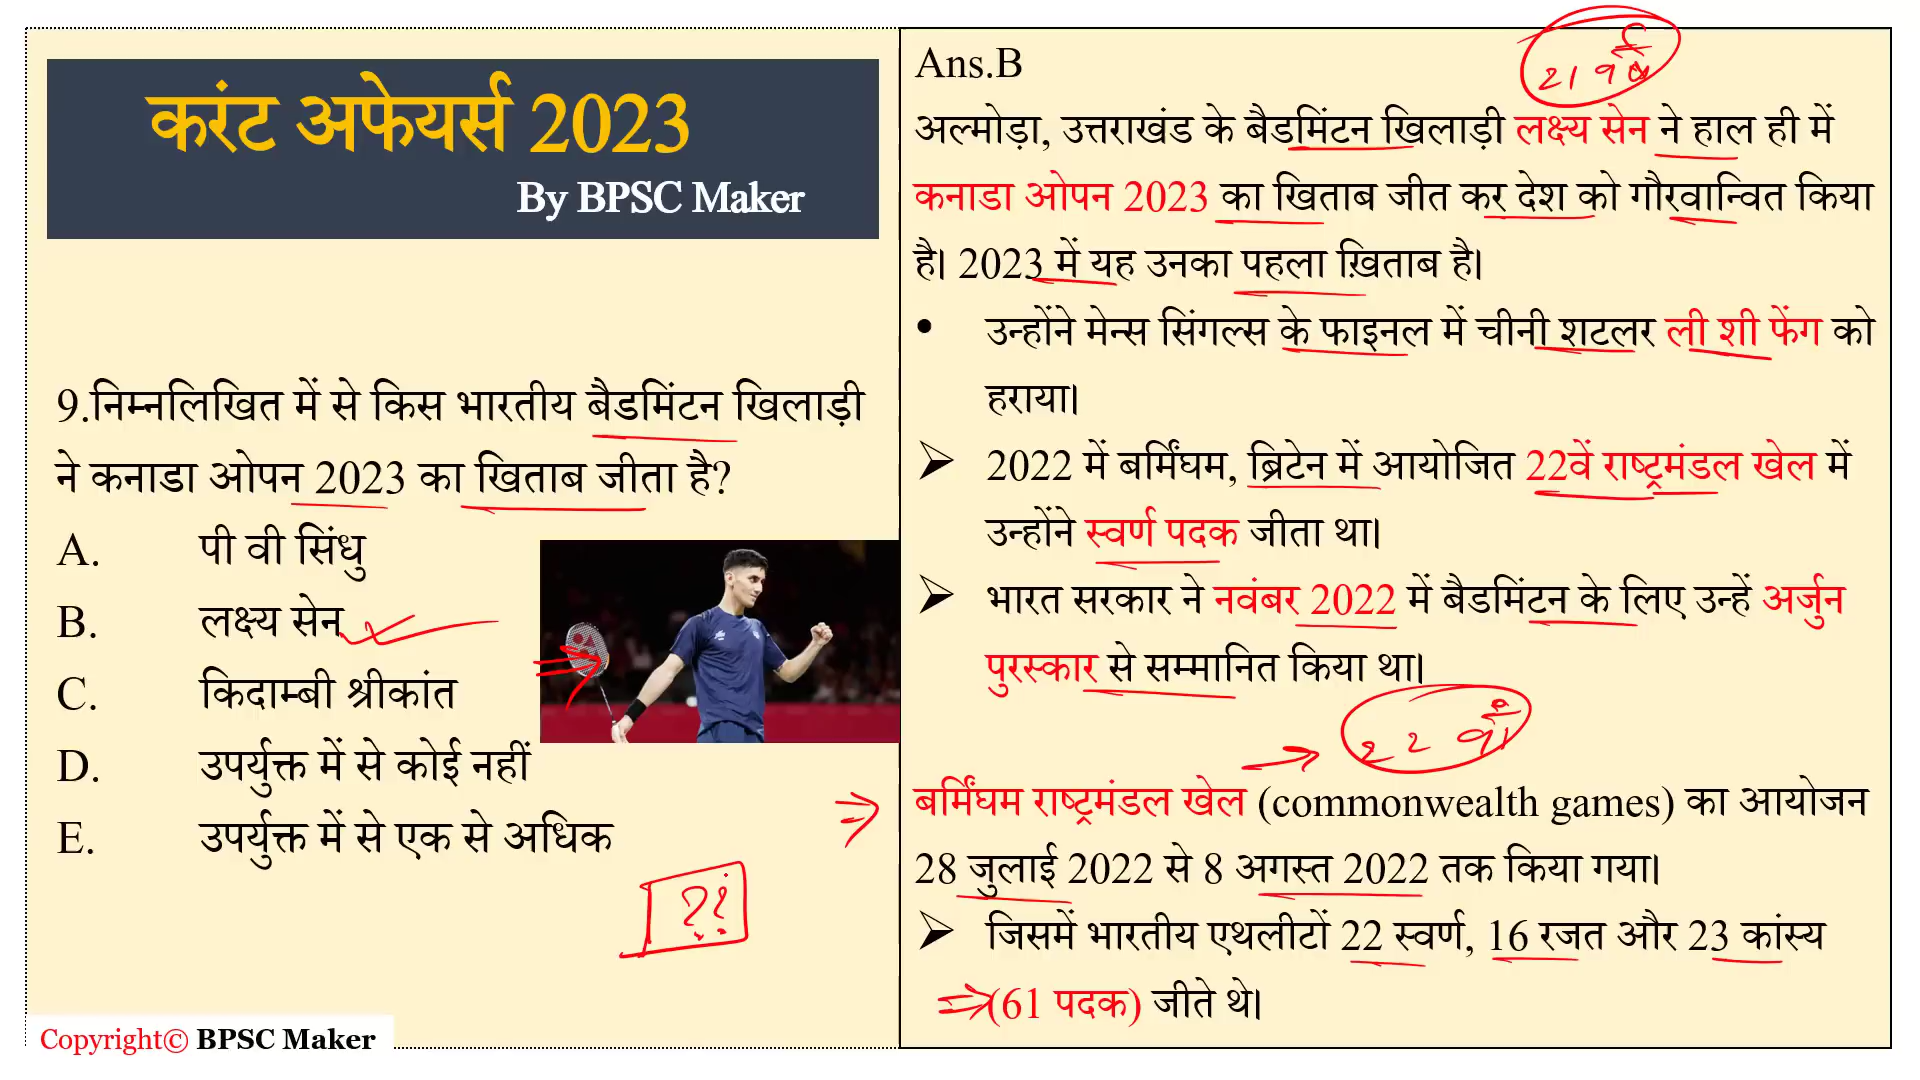 करंट अफेयर्स 2023
By BPSC Maker
9.निम्नलिखित में से किस भारतीय बैडमिंटन खिलाड़ी
ने कनाडा ओपन 2023 का खिताब जीता है?
A. पी वी सिंधु
B. लक्ष्य सेन
C. किदाम्बी श्रीकांत
D. उपर्युक्त में से कोई नहीं
E. उपर्युक्त में से एक से अधिक
??
Copyright© BPSC Maker
Ans.B
अल्मोड़ा, उत्तराखंड के बैडमिंटन खिलाड़ी लक्ष्य सेन ने हाल ही में
कनाडा ओपन 2023 का खिताब जीत कर देश को गौरवान्वित किया
है। 2023 में यह उनका पहला ख़िताब है।
• उन्होंने मेन्स सिंगल्स के फाइनल में चीनी शटलर ली शी फेंग को
हराया।
➢ 2022 में बर्मिंघम, ब्रिटेन में आयोजित 22वें राष्ट्रमंडल खेल में
उन्होंने स्वर्ण पदक जीता था।
➢ भारत सरकार ने नवंबर 2022 में बैडमिंटन के लिए उन्हें अर्जुन
पुरस्कार से सम्मानित किया था।
22 वाँ
बर्मिंघम राष्ट्रमंडल खेल (commonwealth games) का आयोजन
28 जुलाई 2022 से 8 अगस्त 2022 तक किया गया।
➢ जिसमें भारतीय एथलीटों 22 स्वर्ण, 16 रजत और 23 कांस्य
(61 पदक) जीते थे।